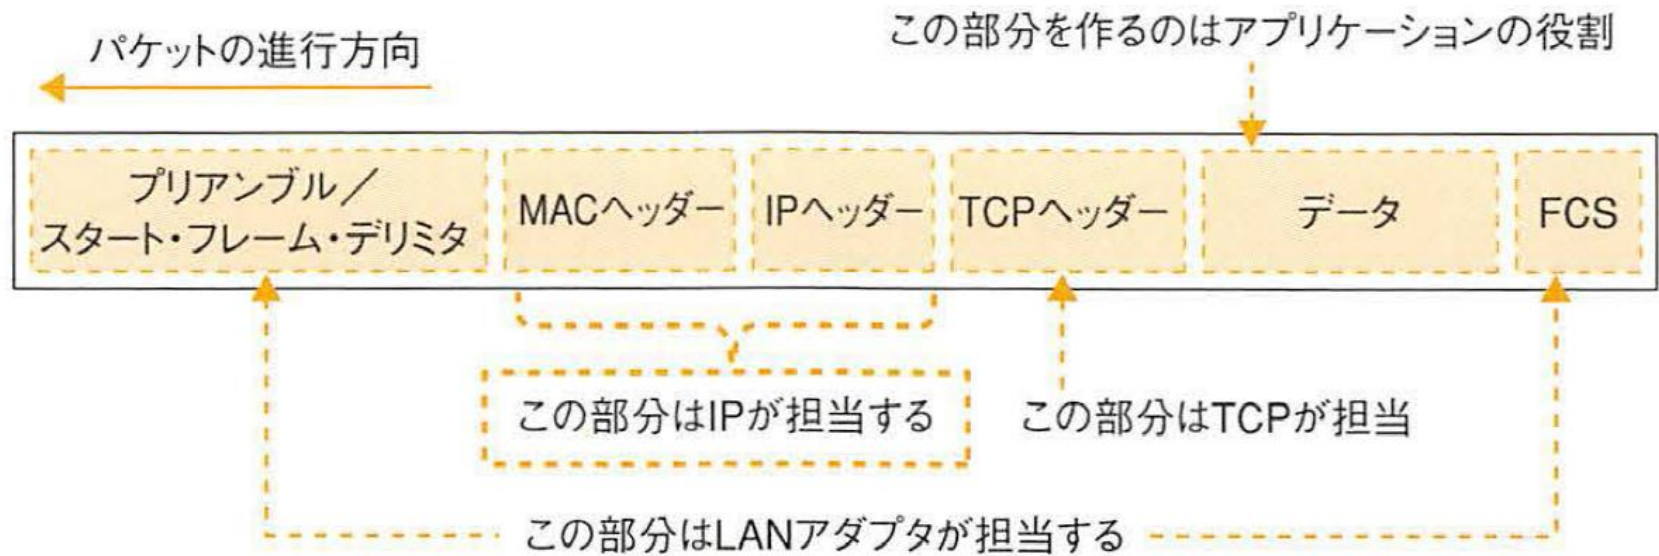 この部分を作るのはアプリケーションの役割
パケットの進行方向
プリアンブル／
スタート・フレーム・デリミタ
MACヘッダー
IPヘッダー
TCPヘッダー
データ
FCS
この部分はIPが担当する
この部分はTCPが担当
この部分はLANアダプタが担当する